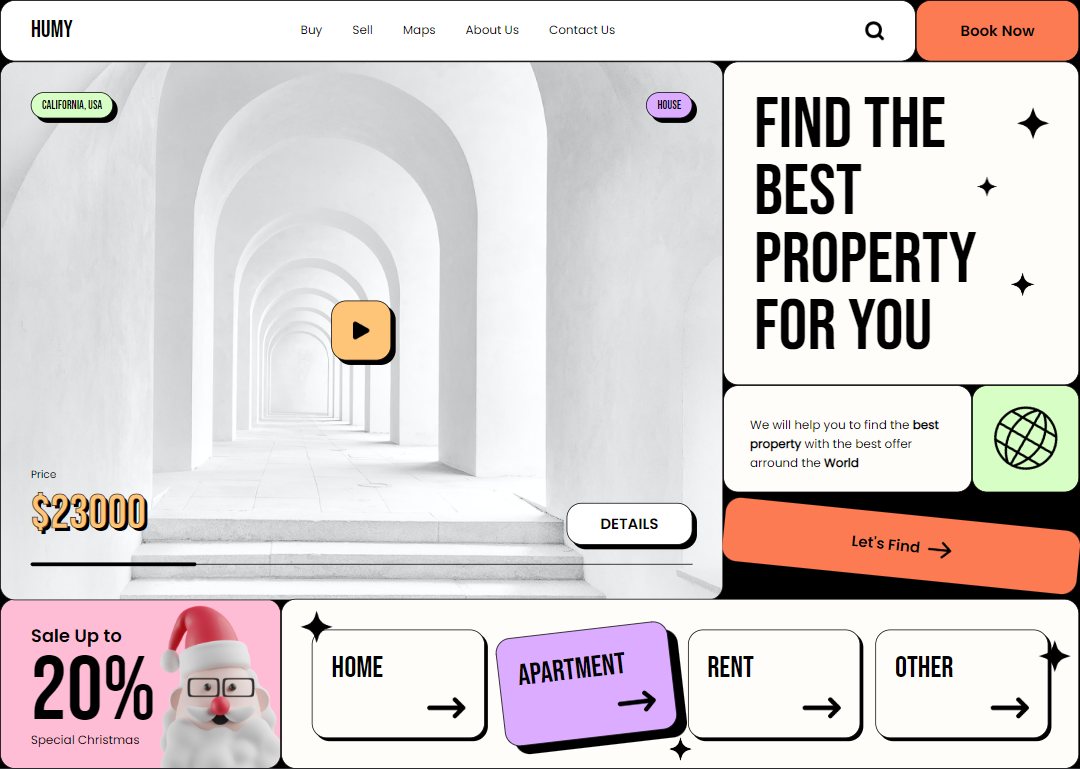 HUMY
Buy
Sell
Maps
About Us
Contact Us
Book Now
CALIFORNIA, USA
HOUSE
Price
$23000
DETAILS
FIND THE
BEST
PROPERTY
FOR YOU
We will help you to find the best
property with the best offer
arround the World
Let's Find
Sale Up to
20%
Special Christmas
HOME
APARTMENT
RENT
OTHER